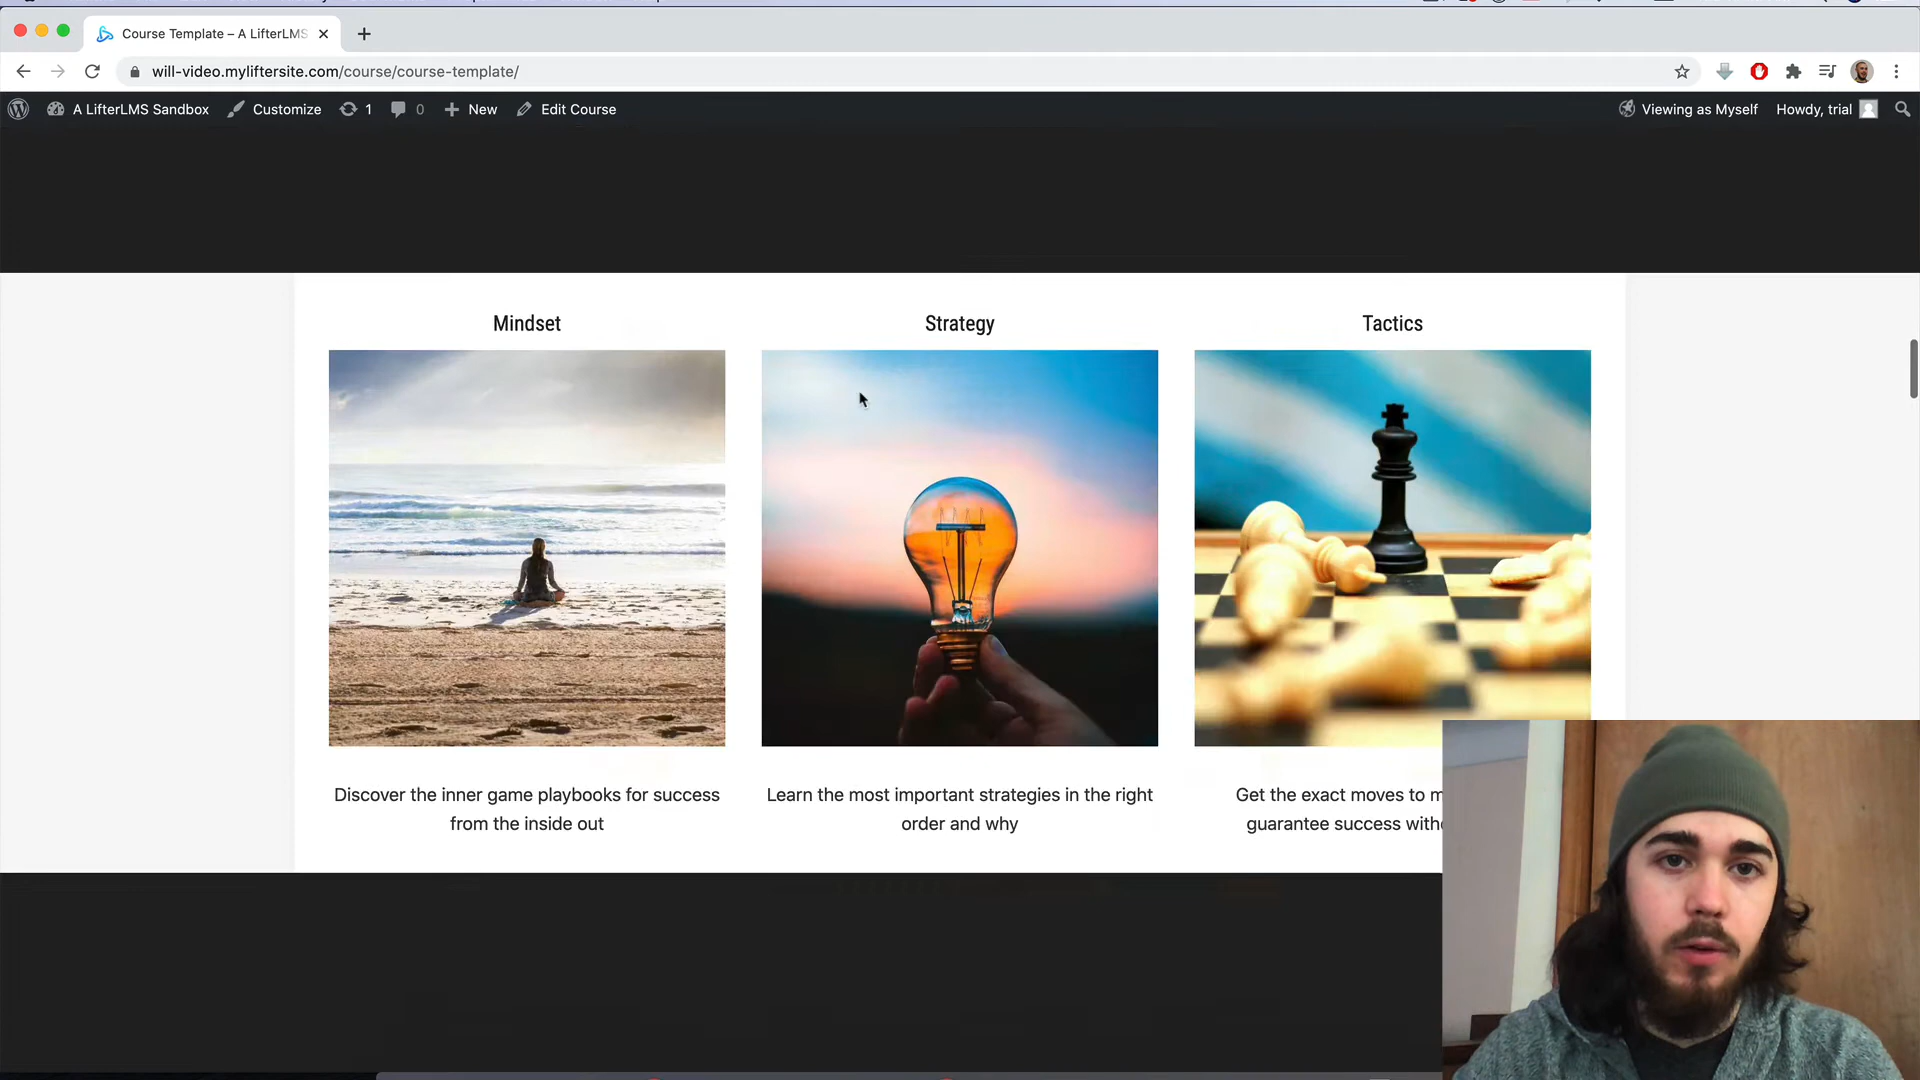 Course Template – A LifterLMS
will-video.myliftersite.com/course/course-template/
A LifterLMS Sandbox Customize 1 0 New Edit Course Viewing as Myself Howdy, trial
Mindset Strategy Tactics
Discover the inner game playbooks for success
from the inside out
Learn the most important strategies in the right
order and why
Get the exact moves to
guarantee success